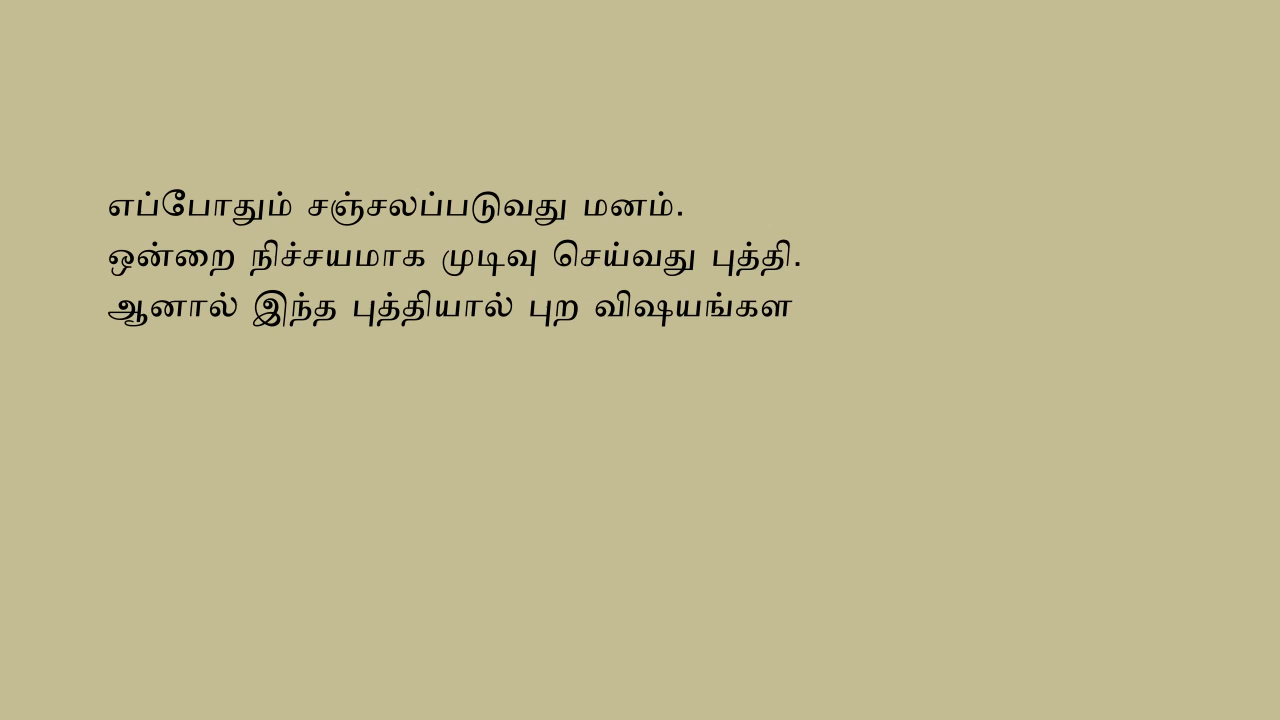 எப்போதும் சஞ்சலப்படுவது மனம்.
ஒன்றை நிச்சயமாக முடிவு செய்வது புத்தி.
ஆனால் இந்த புத்தியால் புற விஷயங்கள